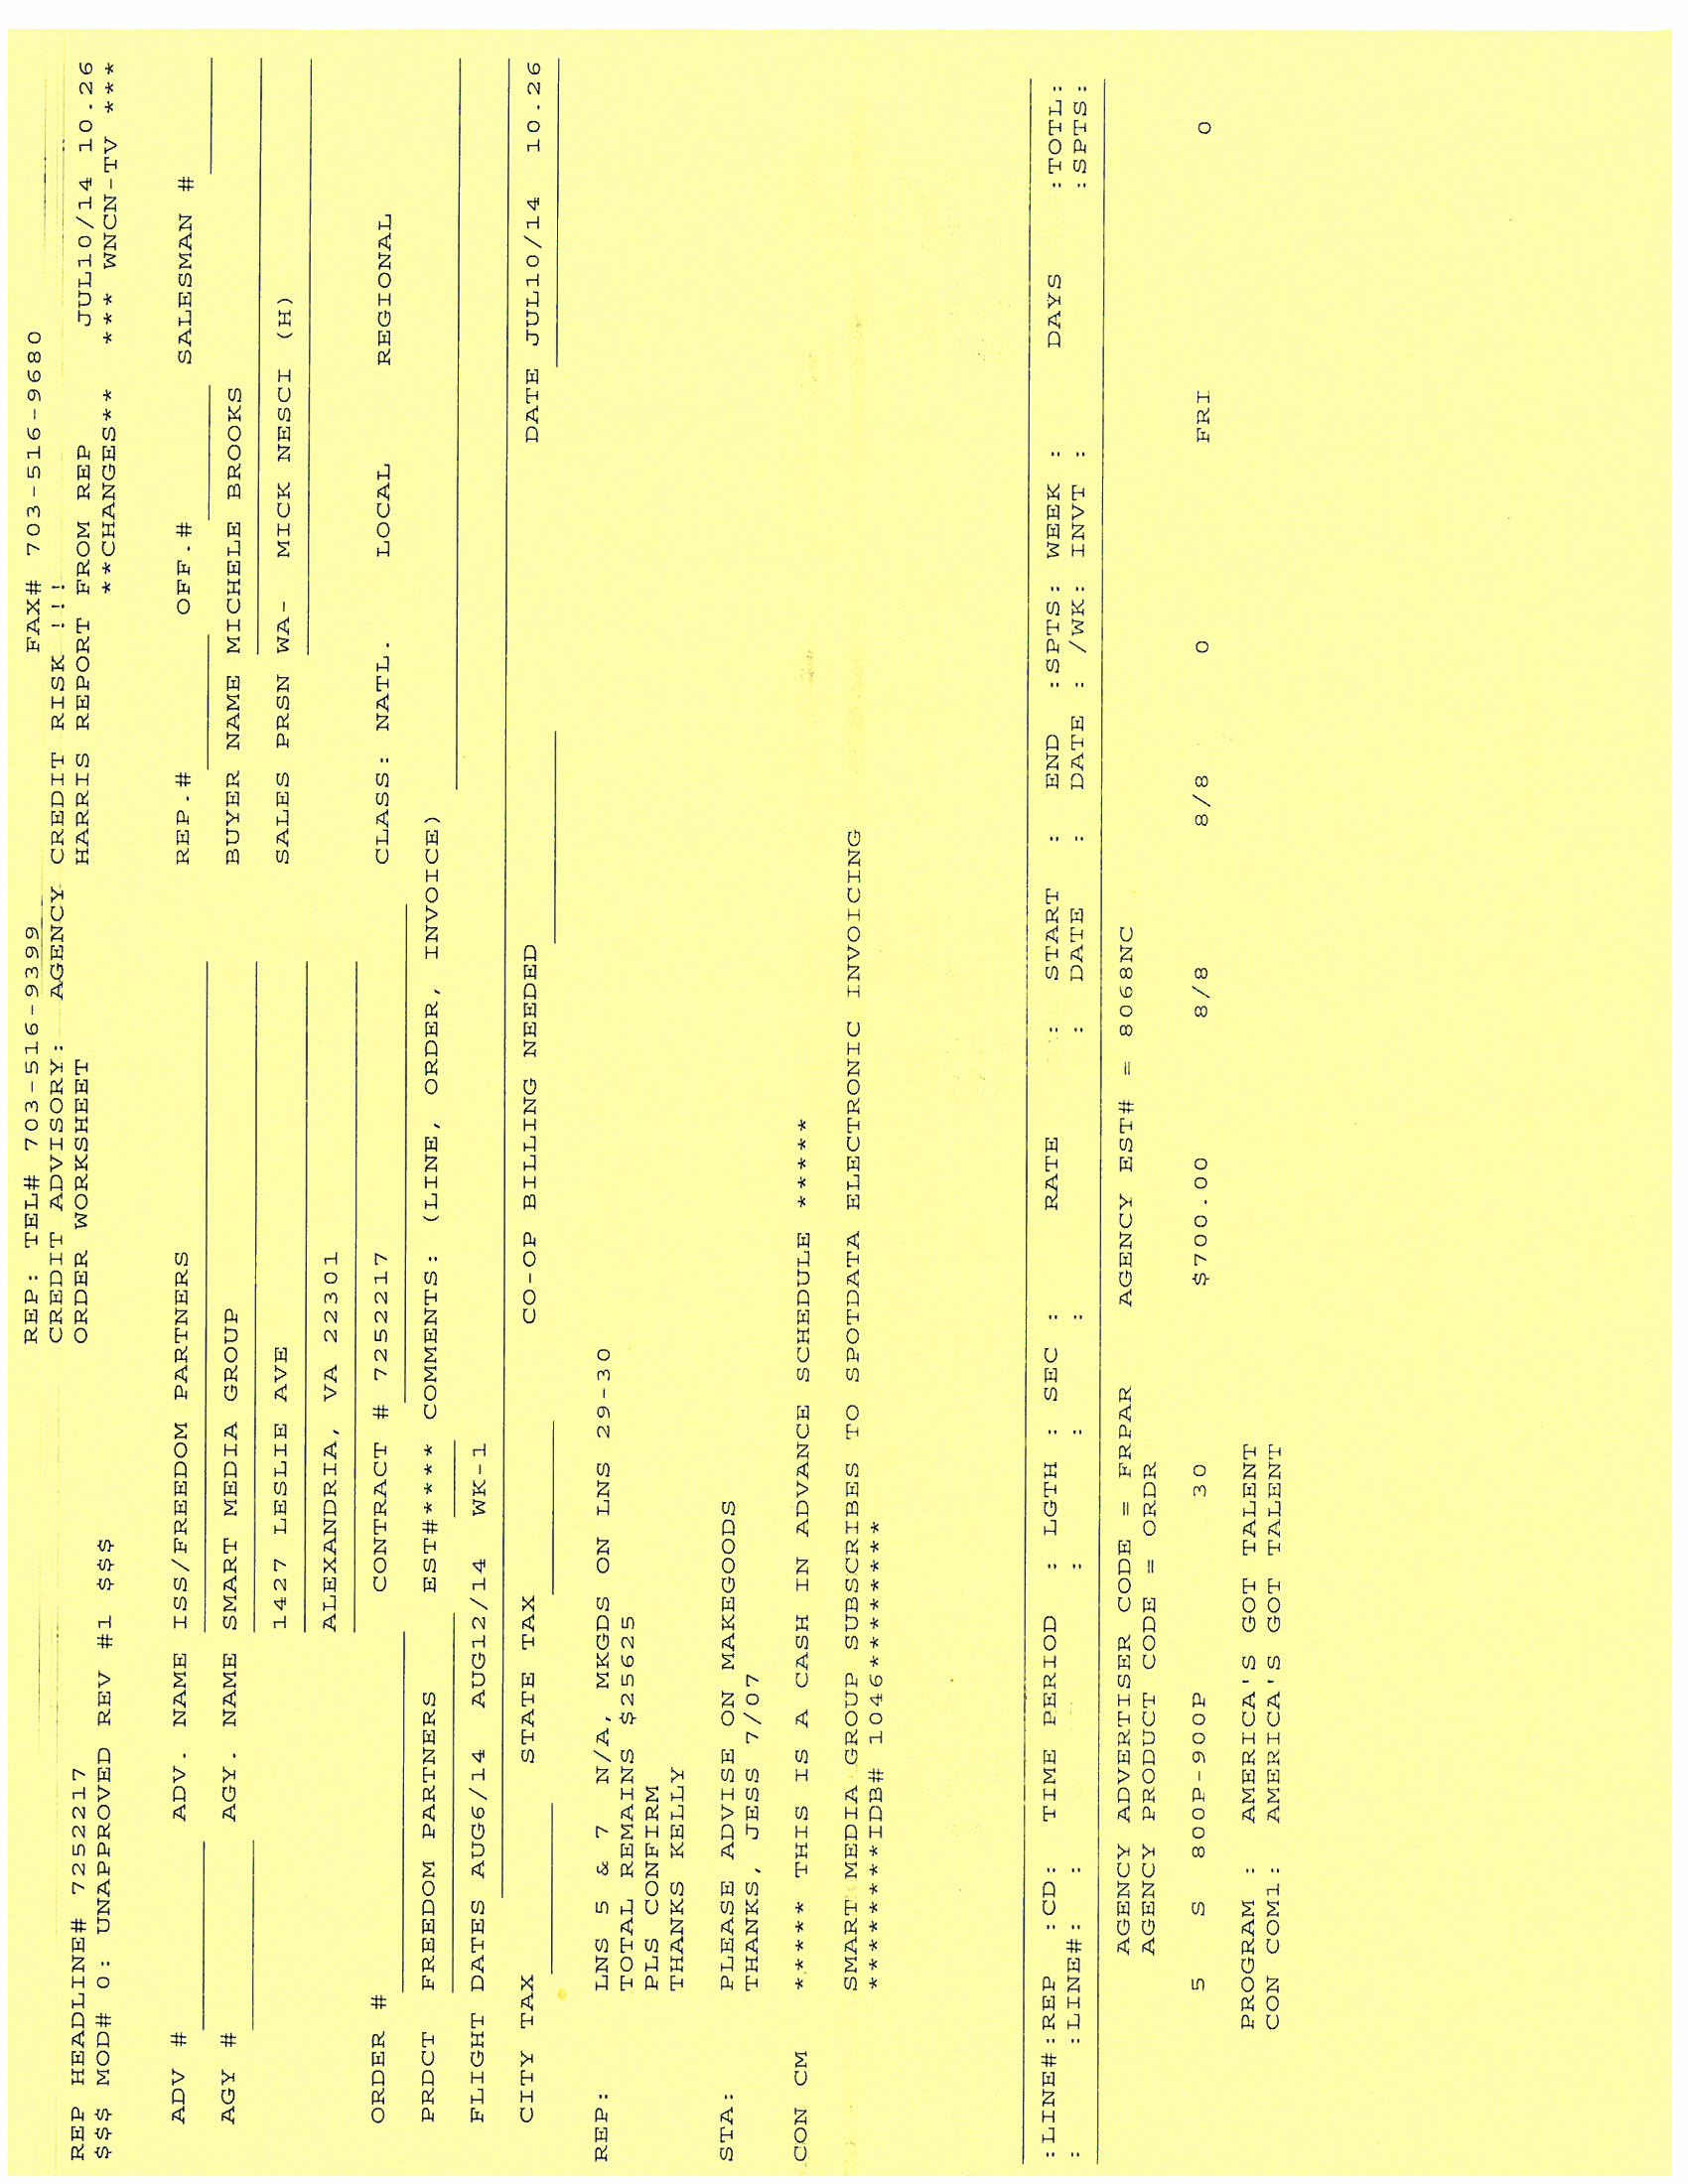 REP: TEL# 703-516-9399 FAX# 703-516-9680
CREDIT ADVISORY: AGENCY CREDIT RISK !!!
REP HEADLINE# 7252217 ORDER WORKSHEET HARRIS REPORT FROM REP JUL10/14 10.26
$$$ MOD# 0: UNAPPROVED REV #1 $$$ **CHANGES** *** WNCN-TV ***
ADV # ADV. NAME ISS/FREEDOM PARTNERS REP.# OFF.# SALESMAN #
AGY # AGY. NAME SMART MEDIA GROUP BUYER NAME MICHELE BROOKS
1427 LESLIE AVE SALES PRSN WA- MICK NESCI (H)
ALEXANDRIA, VA 22301
ORDER # CONTRACT # 7252217 CLASS: NATL. LOCAL REGIONAL
PRDCT FREEDOM PARTNERS EST#**** COMMENTS: (LINE, ORDER, INVOICE)
FLIGHT DATES AUG6/14 AUG12/14 WK-1
CITY TAX STATE TAX CO-OP BILLING NEEDED DATE JUL10/14 10.26
REP: LNS 5 & 7 N/A, MKGDS ON LNS 29-30
TOTAL REMAINS $25625
PLS CONFIRM
THANKS KELLY
STA: PLEASE ADVISE ON MAKEGOODS
THANKS, JESS 7/07
CON CM ***** THIS IS A CASH IN ADVANCE SCHEDULE *****
SMART MEDIA GROUP SUBSCRIBES TO SPOTDATA ELECTRONIC INVOICING
*********IDB# 1046**********
:LINE#:REP :CD: TIME PERIOD : LGTH : SEC : RATE : START : END :SPTS: WEEK : DAYS :TOTL:
: :LINE#: : : : : DATE : DATE : /WK: INVT : :SPTS:
AGENCY ADVERTISER CODE = FRPAR AGENCY EST# = 8068NC
AGENCY PRODUCT CODE = ORDR
5 S 800P-900P 30 $700.00 8/8 8/8 0 FRI 0
PROGRAM : AMERICA'S GOT TALENT
CON COM1: AMERICA'S GOT TALENT